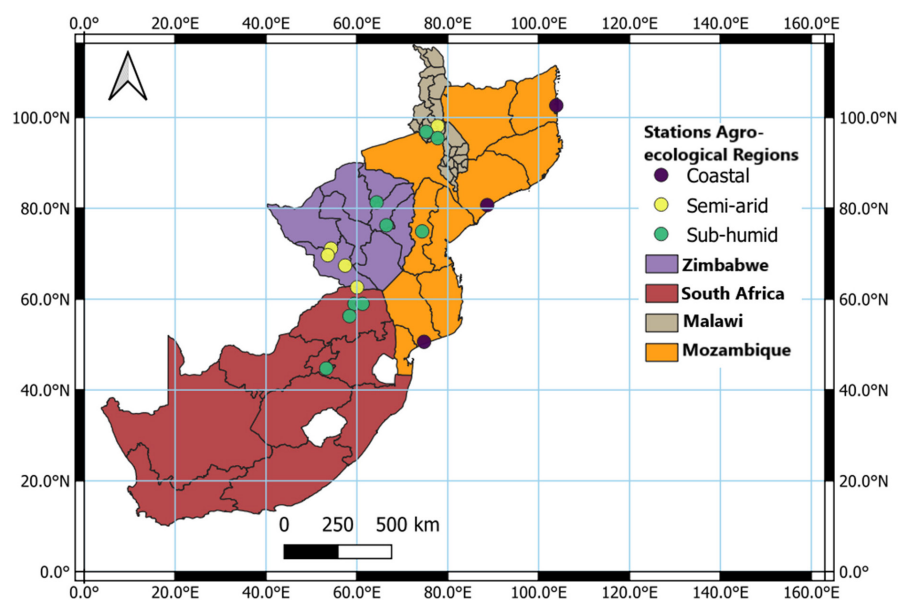 0.0 20.0°E 40.0°E 60.0°E 80.0°E 100.0°E 120.0°E 140.0°E 160.0°E
100.0°N 100.0°N
Stations Agro-
ecological Regions
Coastal
Semi-arid
80.0°N 80.0°N
Sub-humid
Zimbabwe
South Africa
60.0°N 60.0°N
Malawi
Mozambique
40.0°N 40.0°N
20.0°N 20.0°N
0 250 500 km
0.0° 0.0°
0.0 20.0°E 40.0°E 60.0°E 80.0°E 100.0°E 120.0°E 140.0°E 160.0°E